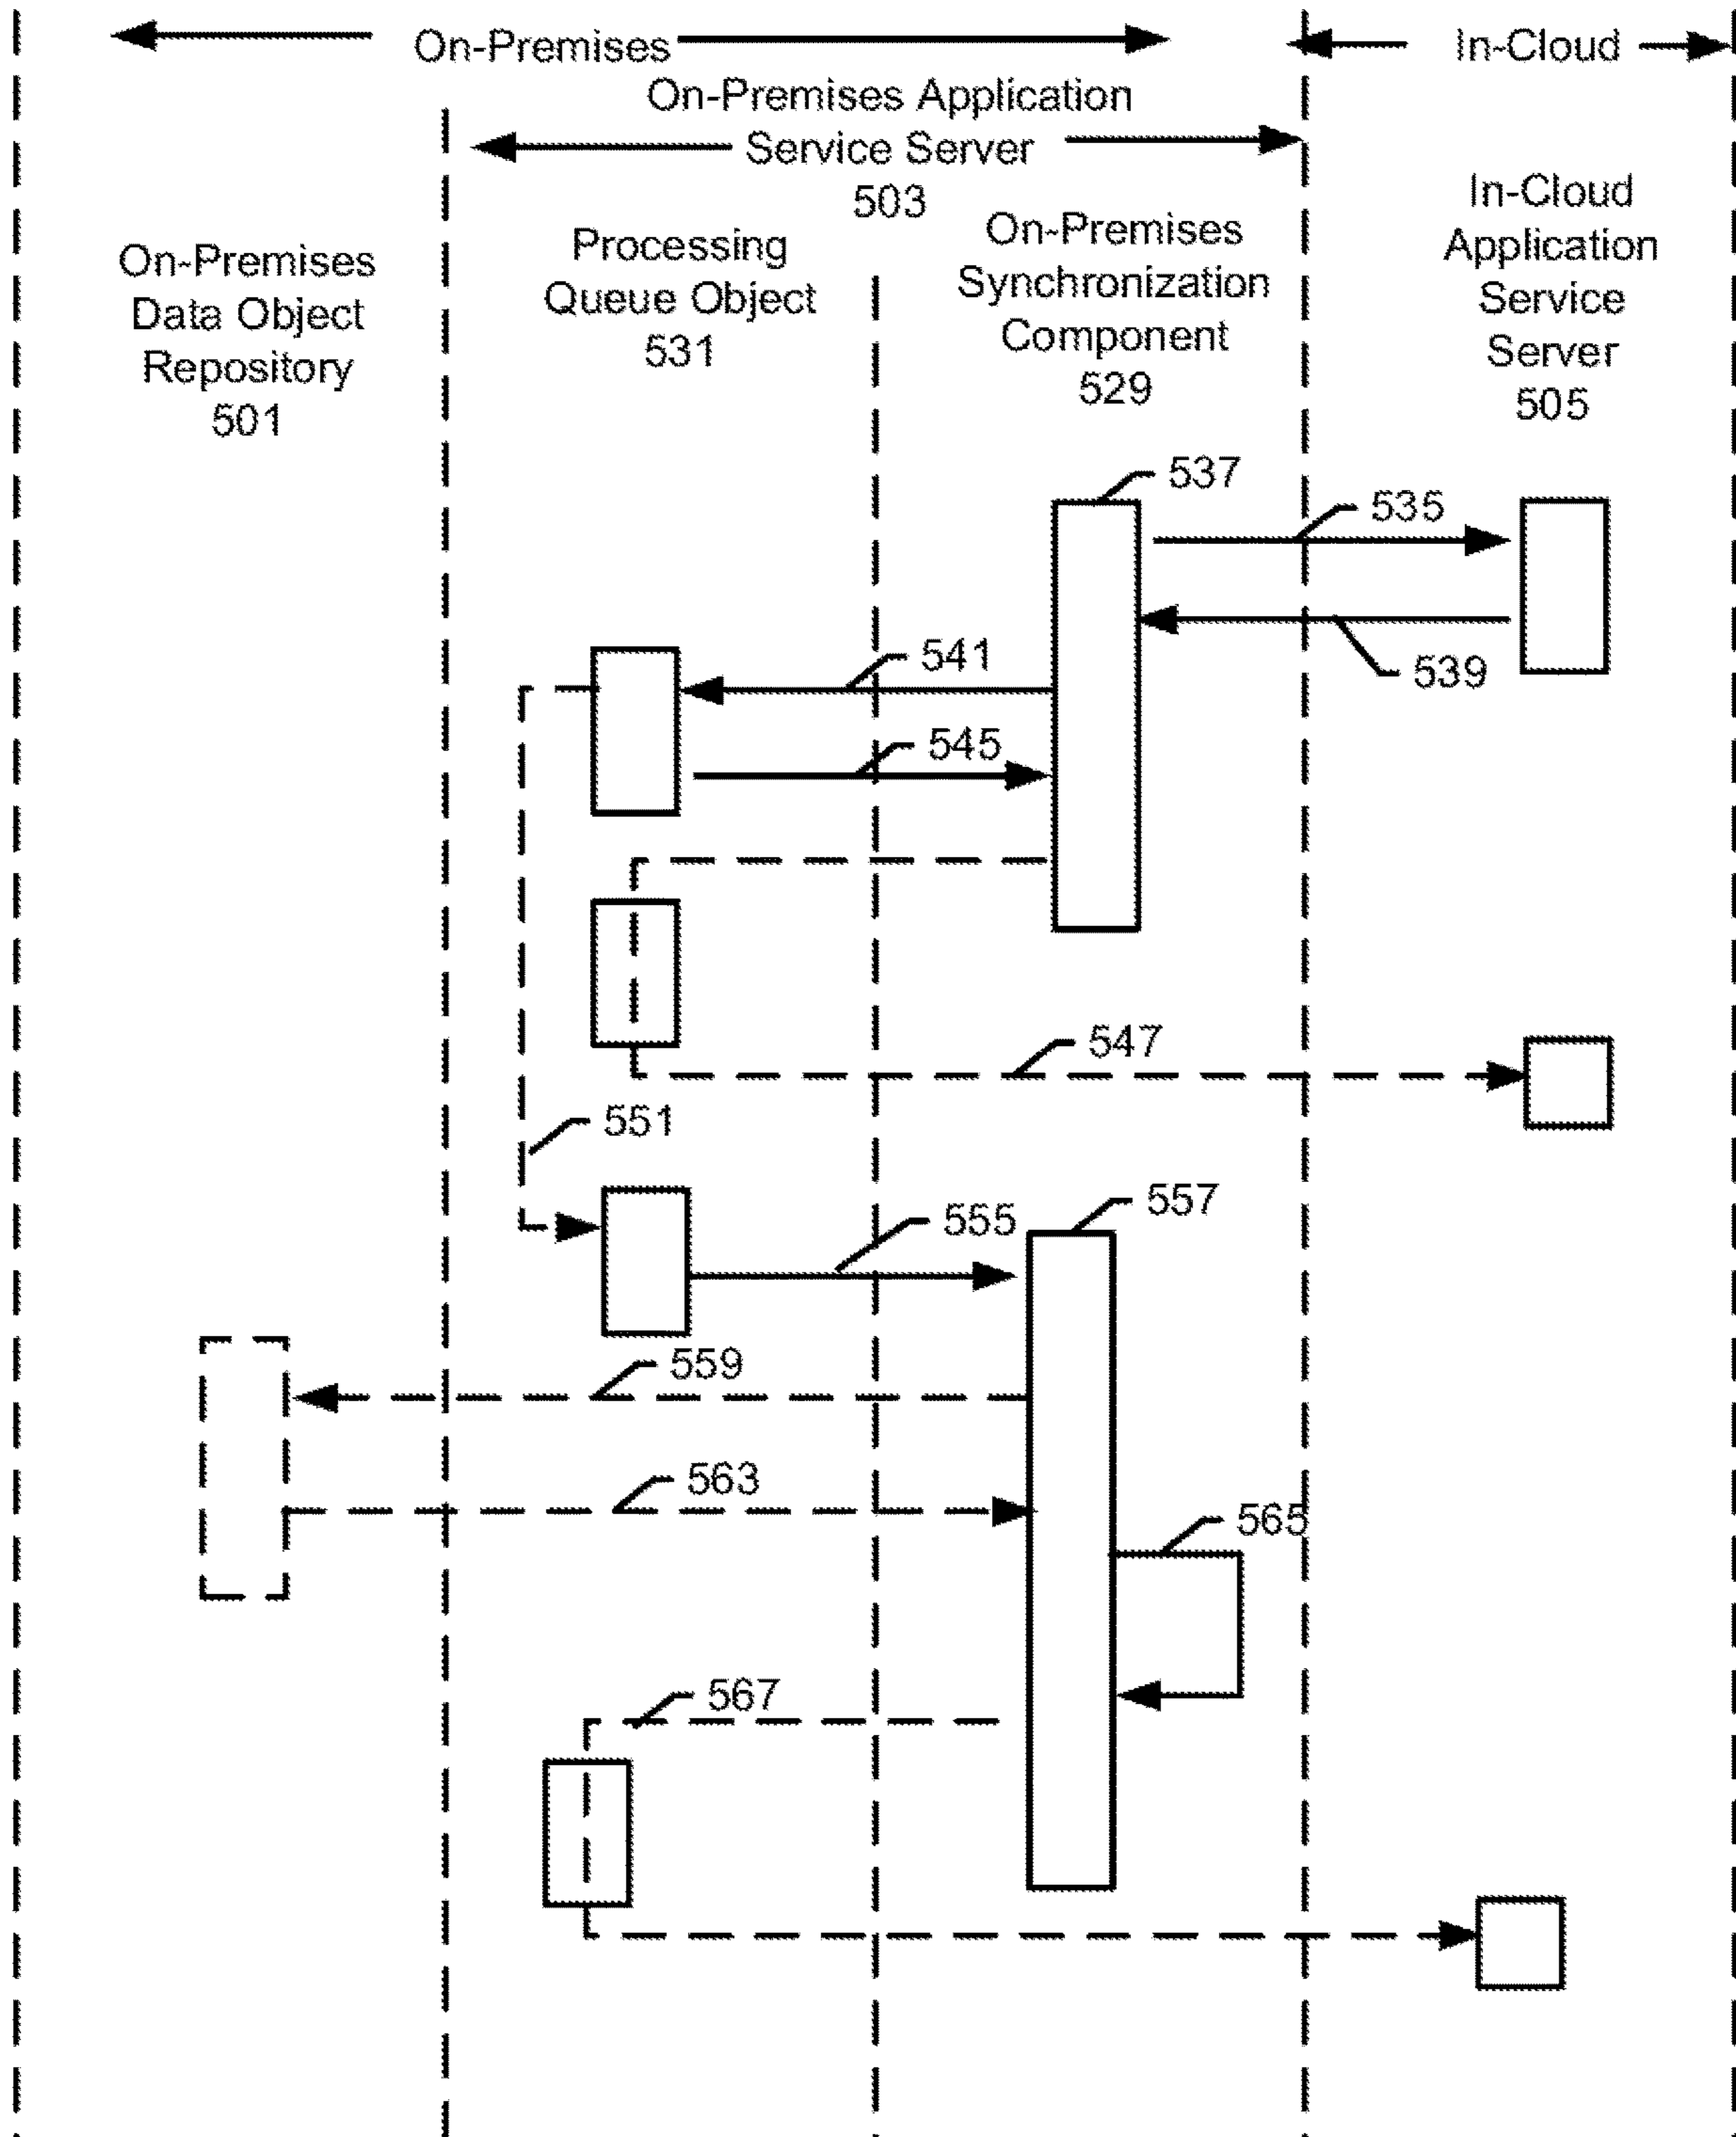 On-Premises
In-Cloud
On-Premises Application
Service Server
503
On-Premises
Data Object
Repository
501
Processing
Queue Object
531
On-Premises
Synchronization
Component
529
In-Cloud
Application
Service
Server
505
537
535
539
541
545
547
551
555
557
559
563
565
567